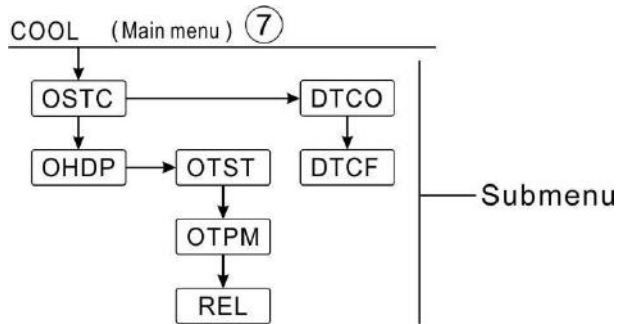 COOL (Main menu) 7
OSTC DTCO
OHDP OTST DTCF
Submenu
OTPM
REL